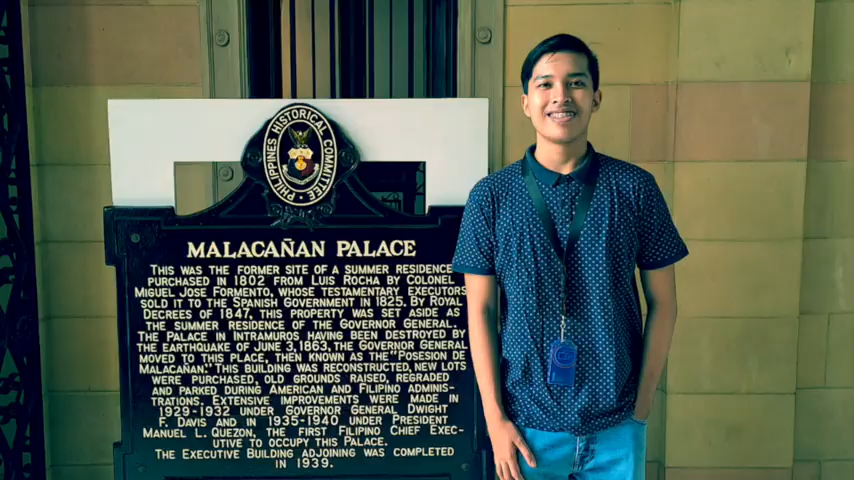 PHILIPPINES HISTORICAL COMMITTEE
MALACAÑAN PALACE
THIS WAS THE FORMER SITE OF A SUMMER RESIDENCE
PURCHASED IN 1802 FROM LUIS ROCHA BY COLONEL
MIGUEL JOSE FORMENTO, WHOSE TESTAMENTARY EXECUTORS
SOLD IT TO THE SPANISH GOVERNMENT IN 1825. BY ROYAL
DECREES OF 1847, THIS PROPERTY WAS SET ASIDE AS
THE SUMMER RESIDENCE OF THE GOVERNOR GENERAL.
THE PALACE IN INTRAMUROS HAVING BEEN DESTROYED BY
THE EARTHQUAKE OF JUNE 3, 1863, THE GOVERNOR GENERAL
MOVED TO THIS PLACE, THEN KNOWN AS THE "POSESION DE
MALACAÑAN." THIS BUILDING WAS RECONSTRUCTED, NEW LOTS
WERE PURCHASED, OLD GROUNDS RAISED, REGRADED
AND PARKED DURING AMERICAN AND FILIPINO ADMINIS-
TRATIONS. EXTENSIVE IMPROVEMENTS WERE MADE IN
1929-1932 UNDER GOVERNOR GENERAL DWIGHT
F. DAVIS AND IN 1935-1940 UNDER PRESIDENT
MANUEL L. QUEZON, THE FIRST FILIPINO CHIEF EXEC-
UTIVE TO OCCUPY THIS PALACE.
THE EXECUTIVE BUILDING ADJOINING WAS COMPLETED
IN 1939.